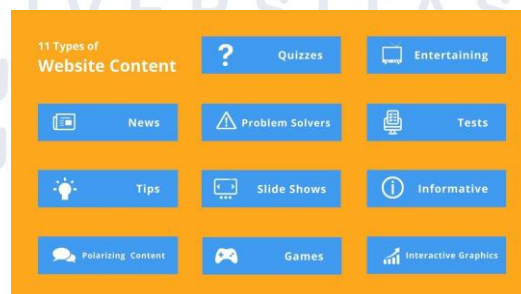 11 Types of
Website Content
? Quizzes
Entertaining
News
Problem Solvers
Tests
Tips
Slide Shows
Informative
Polarizing Content
Games
Interactive Graphics